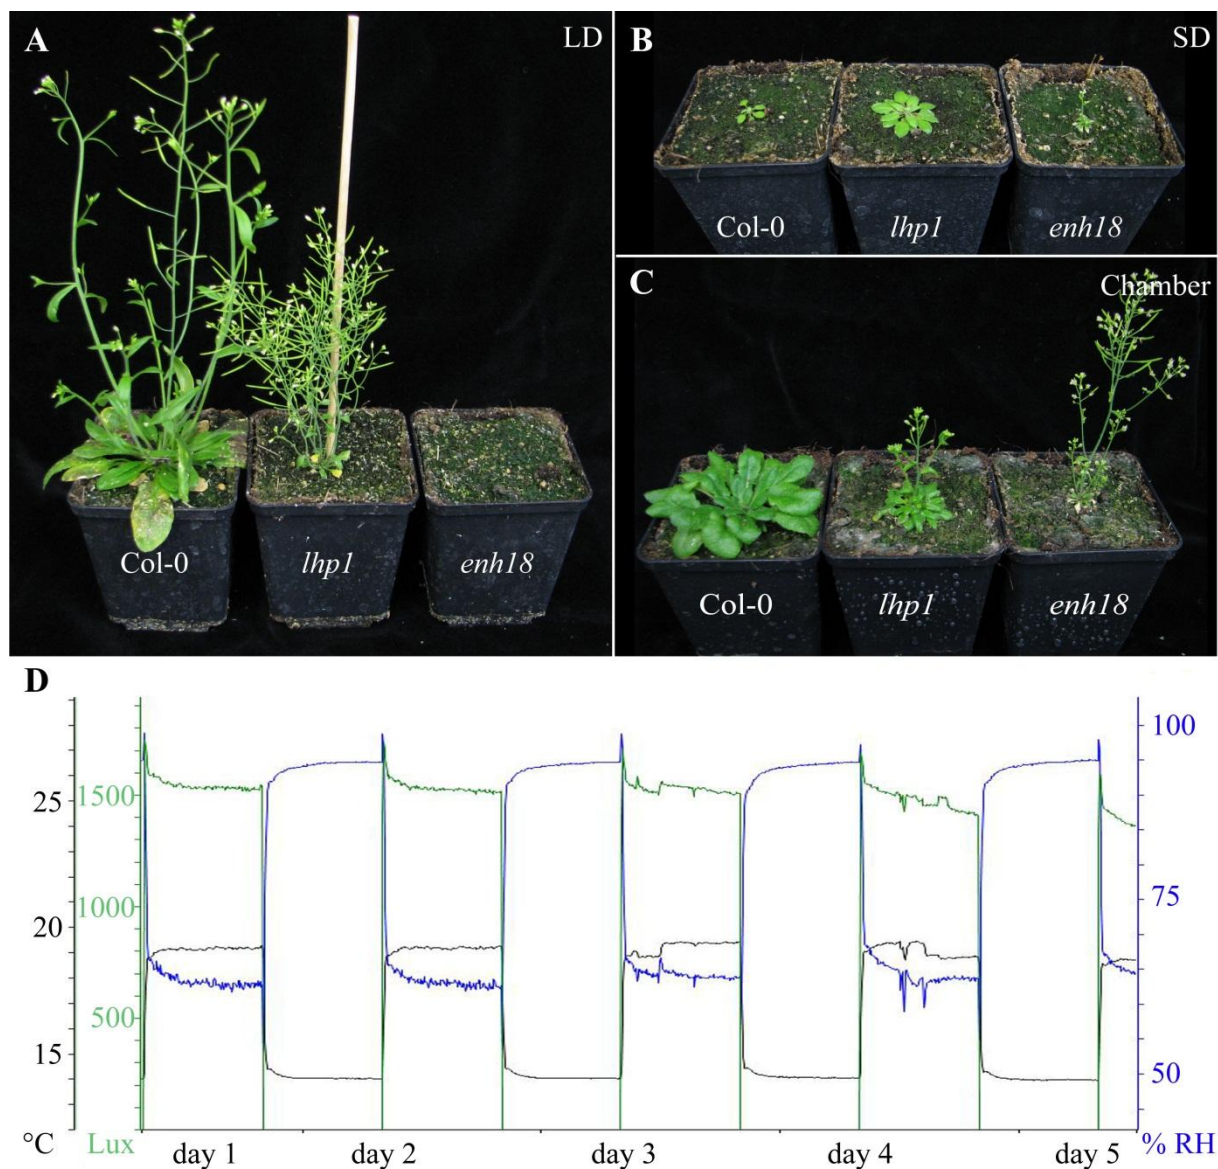 A LD
Col-0 lhp1 enh18
B SD
Col-0 lhp1 enh18
C Chamber
Col-0 lhp1 enh18
D
100
25 1500
20 1000 75
500
15 50
°C Lux day 1 day 2 day 3 day 4 day 5 % RH